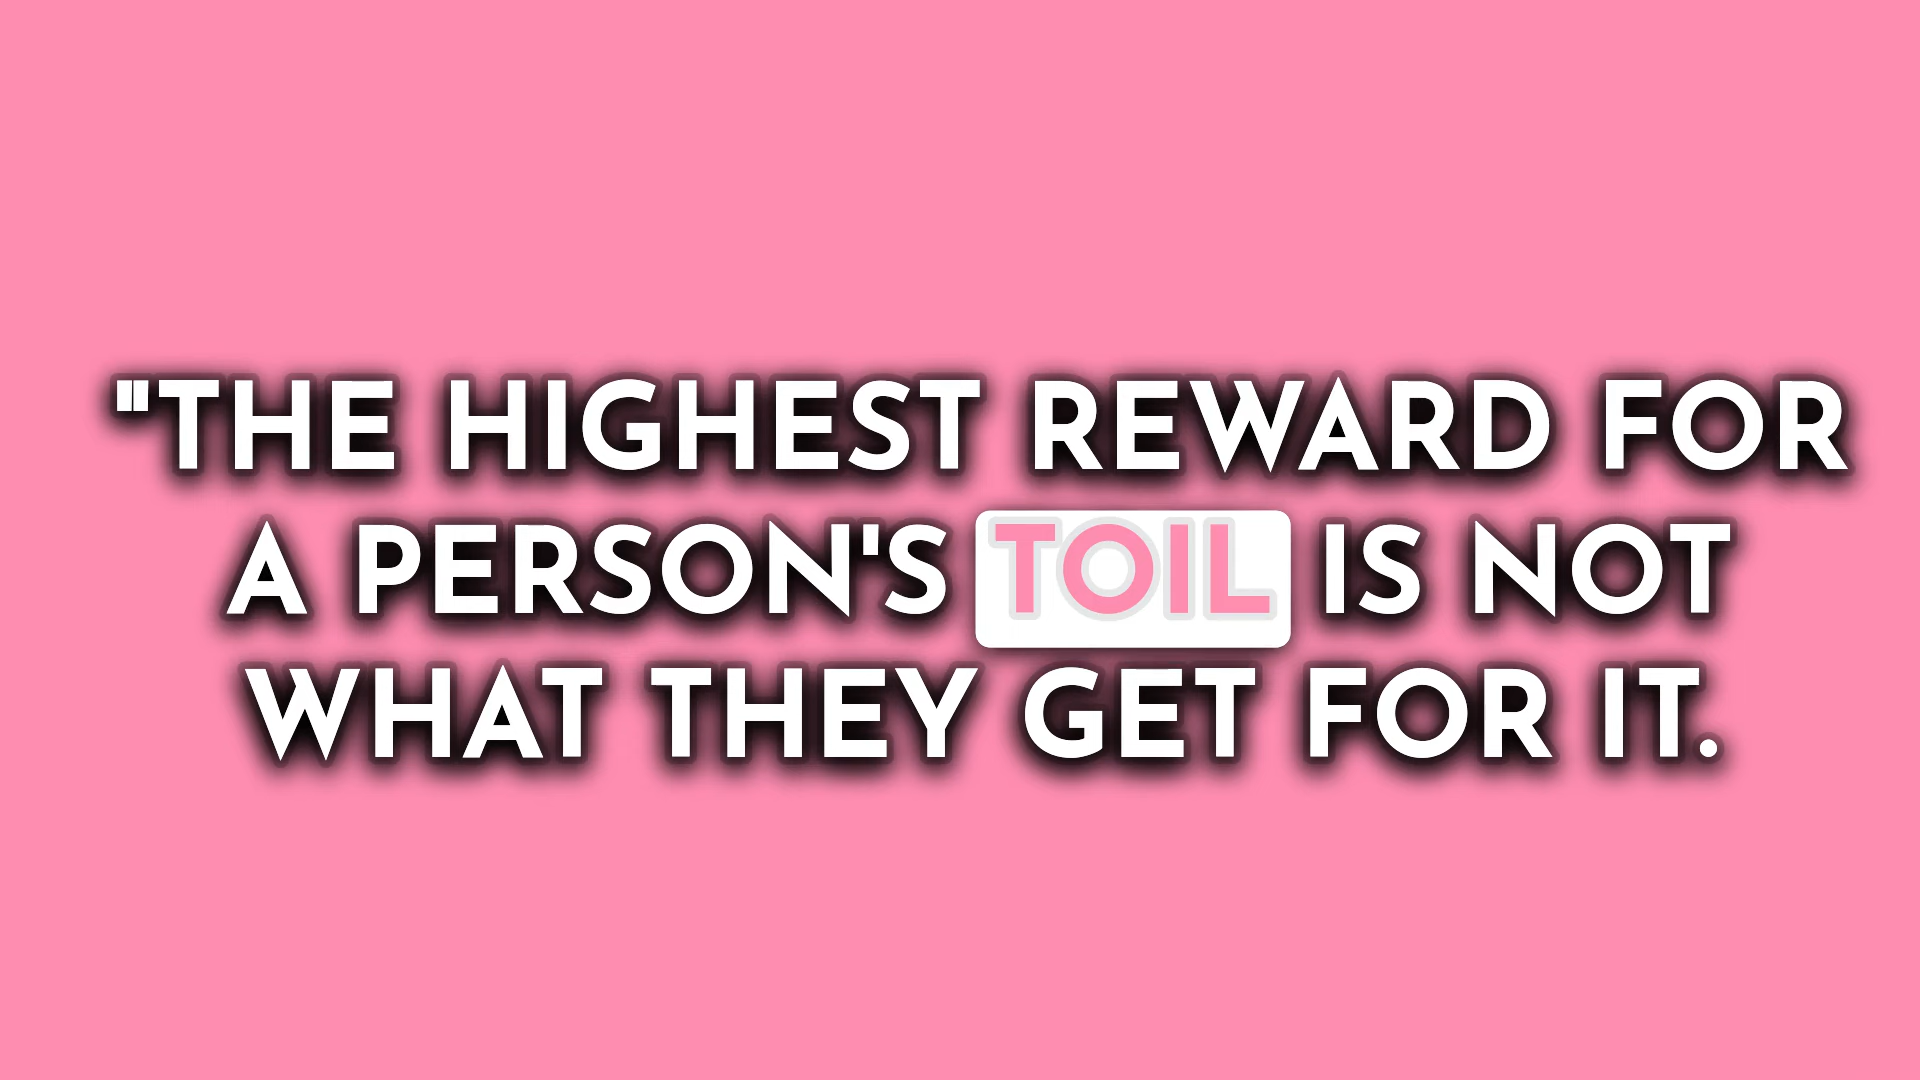 "THE HIGHEST REWARD FOR
A PERSON'S TOIL IS NOT
WHAT THEY GET FOR IT.